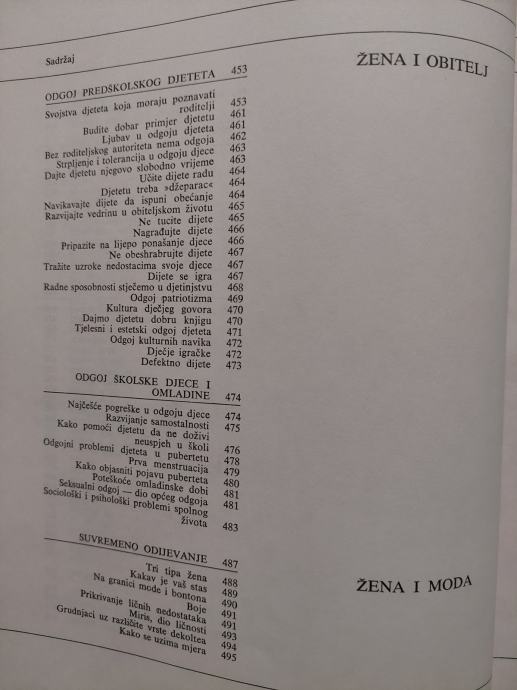 Sadržaj
ŽENA I OBITELJ
ODGOJ PREDŠKOLSKOG DJETETA 453
Svojstva djeteta koja moraju poznavati
roditelji 453
Budite dobar primjer djetetu 461
Ljubav u odgoju djeteta 461
Bez roditeljskog autoriteta nema odgoja 462
Strpljenje i tolerancija u odgoju djece 463
Dajte djetetu njegovo slobodno vrijeme 463
Učite dijete radu 464
Djetetu treba »džeparac« 464
Navikavajte dijete da ispuni obećanje 464
Razvijajte vedrinu u obiteljskom životu 465
Ne tucite dijete 465
Nagrađujte dijete 466
Pripazite na lijepo ponašanje djece 466
Ne obeshrabrujte dijete 467
Tražite uzroke nedostacima svoje djece 467
Dijete se igra 467
Radne sposobnosti stječemo u djetinjstvu 468
Odgoj patriotizma 469
Kultura dječjeg govora 470
Dajmo djetetu dobru knjigu 470
Tjelesni i estetski odgoj djeteta 471
Odgoj kulturnih navika 472
Dječje igračke 472
Defektno dijete 473
ODGOJ ŠKOLSKE DJECE I
OMLADINE 474
Najčešće pogreške u odgoju djece 474
Razvijanje samostalnosti 475
Kako pomoći djetetu da ne doživi
neuspjeh u školi 476
Odgojni problemi djeteta u pubertetu 478
Prva menstruacija 479
Kako objasniti pojavu puberteta 480
Poteškoće omladinske dobi 481
Seksualni odgoj — dio općeg odgoja 481
Sociološki i psihološki problemi spolnog
života 483
SUVREMENO ODIJEVANJE 487
ŽENA I MODA
Tri tipa žena 488
Kakav je vaš stas 489
Na granici mode i bontona 490
Boje 491
Prikrivanje ličnih nedostataka 491
Miris, dio ličnosti 493
Grudnjaci uz različite vrste dekoltea 494
Kako se uzima mjera 495